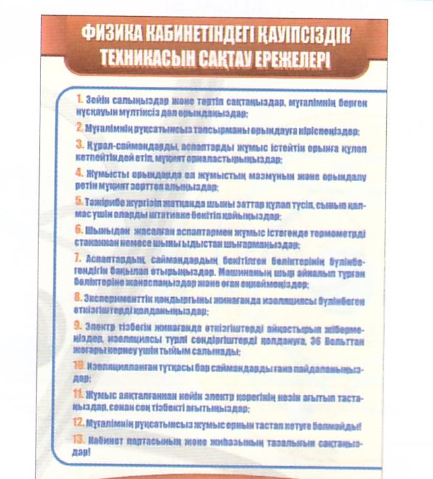 ФИЗИКА КАБИНЕТІНДЕГІ ҚАУІПСІЗДІК
ТЕХНИКАСЫН САҚТАУ ЕРЕЖЕЛЕРІ
1. Зейін салыңыздар және тәртіп сақтаңыздар, мұғалімнің берген
нұсқауын мүлтіксіз дәл орындаңыздар;
2. Мұғалімнің рұқсатынсыз тапсырманы орындауға кіріспеңіздер;
3. Құрал-саймандарды, аспаптарды жұмыс істейтін орынға құлап
кетпейтіндей етіп, мұқият орналастырыңыздар;
4. Жұмысты орындарда ол жұмыстың мазмұнын және орындалу
ретін мұқият зерттеп алыңыздар;
5. Тәжірибе жүргізіп жатқанда шыны заттар құлап түсіп, сынып қал-
мас үшін оларды штативке бекітіп қойыңыздар;
6. Шыныдан жасалған аспаптармен жұмыс істегенде термометрді
стаканнан немесе шыны ыдыстан шығармаңыздар;
7. Аспаптардың, саймандардың бекітілген бөліктерінің бүлінбе-
гендігін бақылап отырыңыздар. Машинаның шыр айналып тұрған
бөліктеріне жанаспаңыздар және оған еңкеймеңіздер;
8. Эксперименттік қондырғыны жинағанда изоляциясы бүлінбеген
өткізгіштерді қолданыңыздар;
9. Электр тізбегін жинағанда өткізгіштерді айқастырып жіберме-
ңіздер, изоляциясы түрлі сөндіргіштерді қолдануға, 36 Вольттан
жоғары кернеу үшін тыйым салынады;
10. Изоляцияланған тұтқасы бар саймандарды ғана пайдаланыңыз-
дар;
11. Жұмыс аяқталғаннан кейін электр көрегінің көзін ағытып таста-
ңыздар, сонан соң тізбекті ағытыңыздар;
12. Мұғалімнің рұқсатынсыз жұмыс орнын тастап кетуге болмайды!
13. Кабинет партасының және жиһазының тазалығын сақтаңыз-
дар!